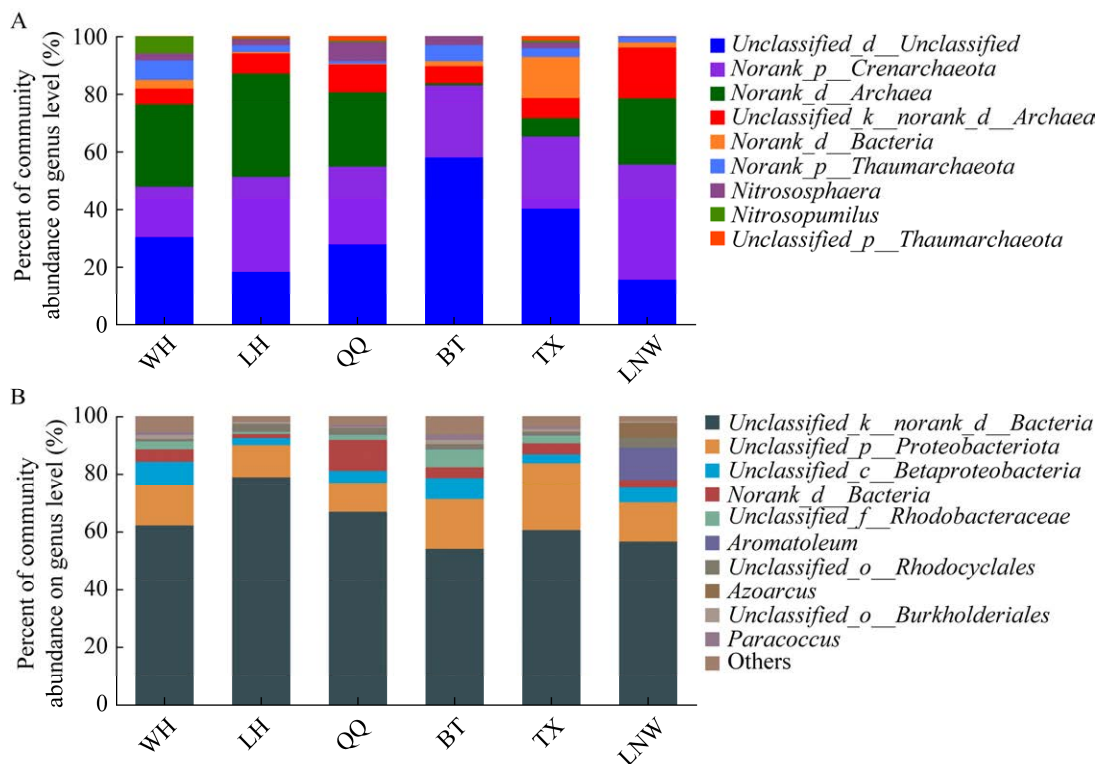 A
Percent of community
abundance on genus level (%)
100
80
60
40
20
0
WH
LH
QQ
BT
TX
LNW
Unclassified_d__Unclassified
Norank_p__Crenarchaeota
Norank_d__Archaea
Unclassified_k__norank_d__Archaea
Norank_d__Bacteria
Norank_p__Thaumarchaeota
Nitrososphaera
Nitrosopumilus
Unclassified_p__Thaumarchaeota
B
Percent of community
abundance on genus level (%)
100
80
60
40
20
0
WH
LH
QQ
BT
TX
LNW
Unclassified_k__norank_d__Bacteria
Unclassified_p__Proteobacteriota
Unclassified_c__Betaproteobacteria
Norank_d__Bacteria
Unclassified_f__Rhodobacteraceae
Aromatoleum
Unclassified_o__Rhodocyclales
Azoarcus
Unclassified_o__Burkholderiales
Paracoccus
Others